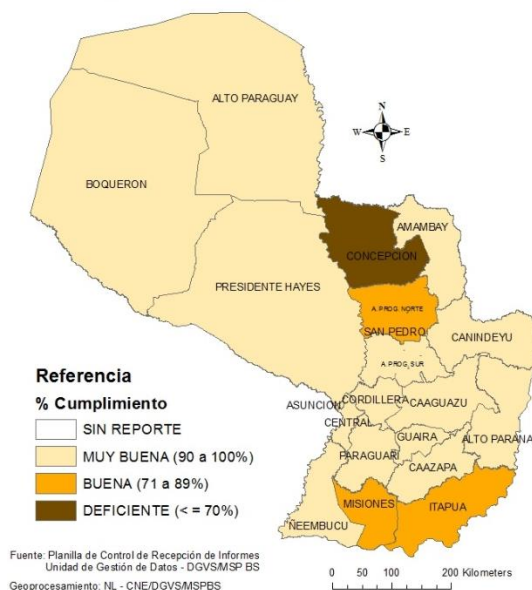 ALTO PARAGUAY
N
W E
S
BOQUERON
AMAMBAY
CONCEPCION
PRESIDENTE HAYES
A. PROG. NORTE
SAN PEDRO
CANINDEYU
A. PROG. SUR
Referencia
% Cumplimiento
SIN REPORTE
MUY BUENA (90 a 100%)
BUENA (71 a 89%)
DEFICIENTE (< = 70%)
ASUNCION
CORDILLERA
CAAGUAZU
CENTRAL
GUAIRA
ALTO PARANA
PARAGUARI
CAAZAPA
MISIONES
ITAPUA
ÑEEMBUCU
Fuente: Planilla de Control de Recepción de Informes
Unidad de Gestión de Datos - DGVS/MSP BS
Geoprocesamiento: NL - CNE/DGVS/MSPBS
0 50 100 200 Kilometers